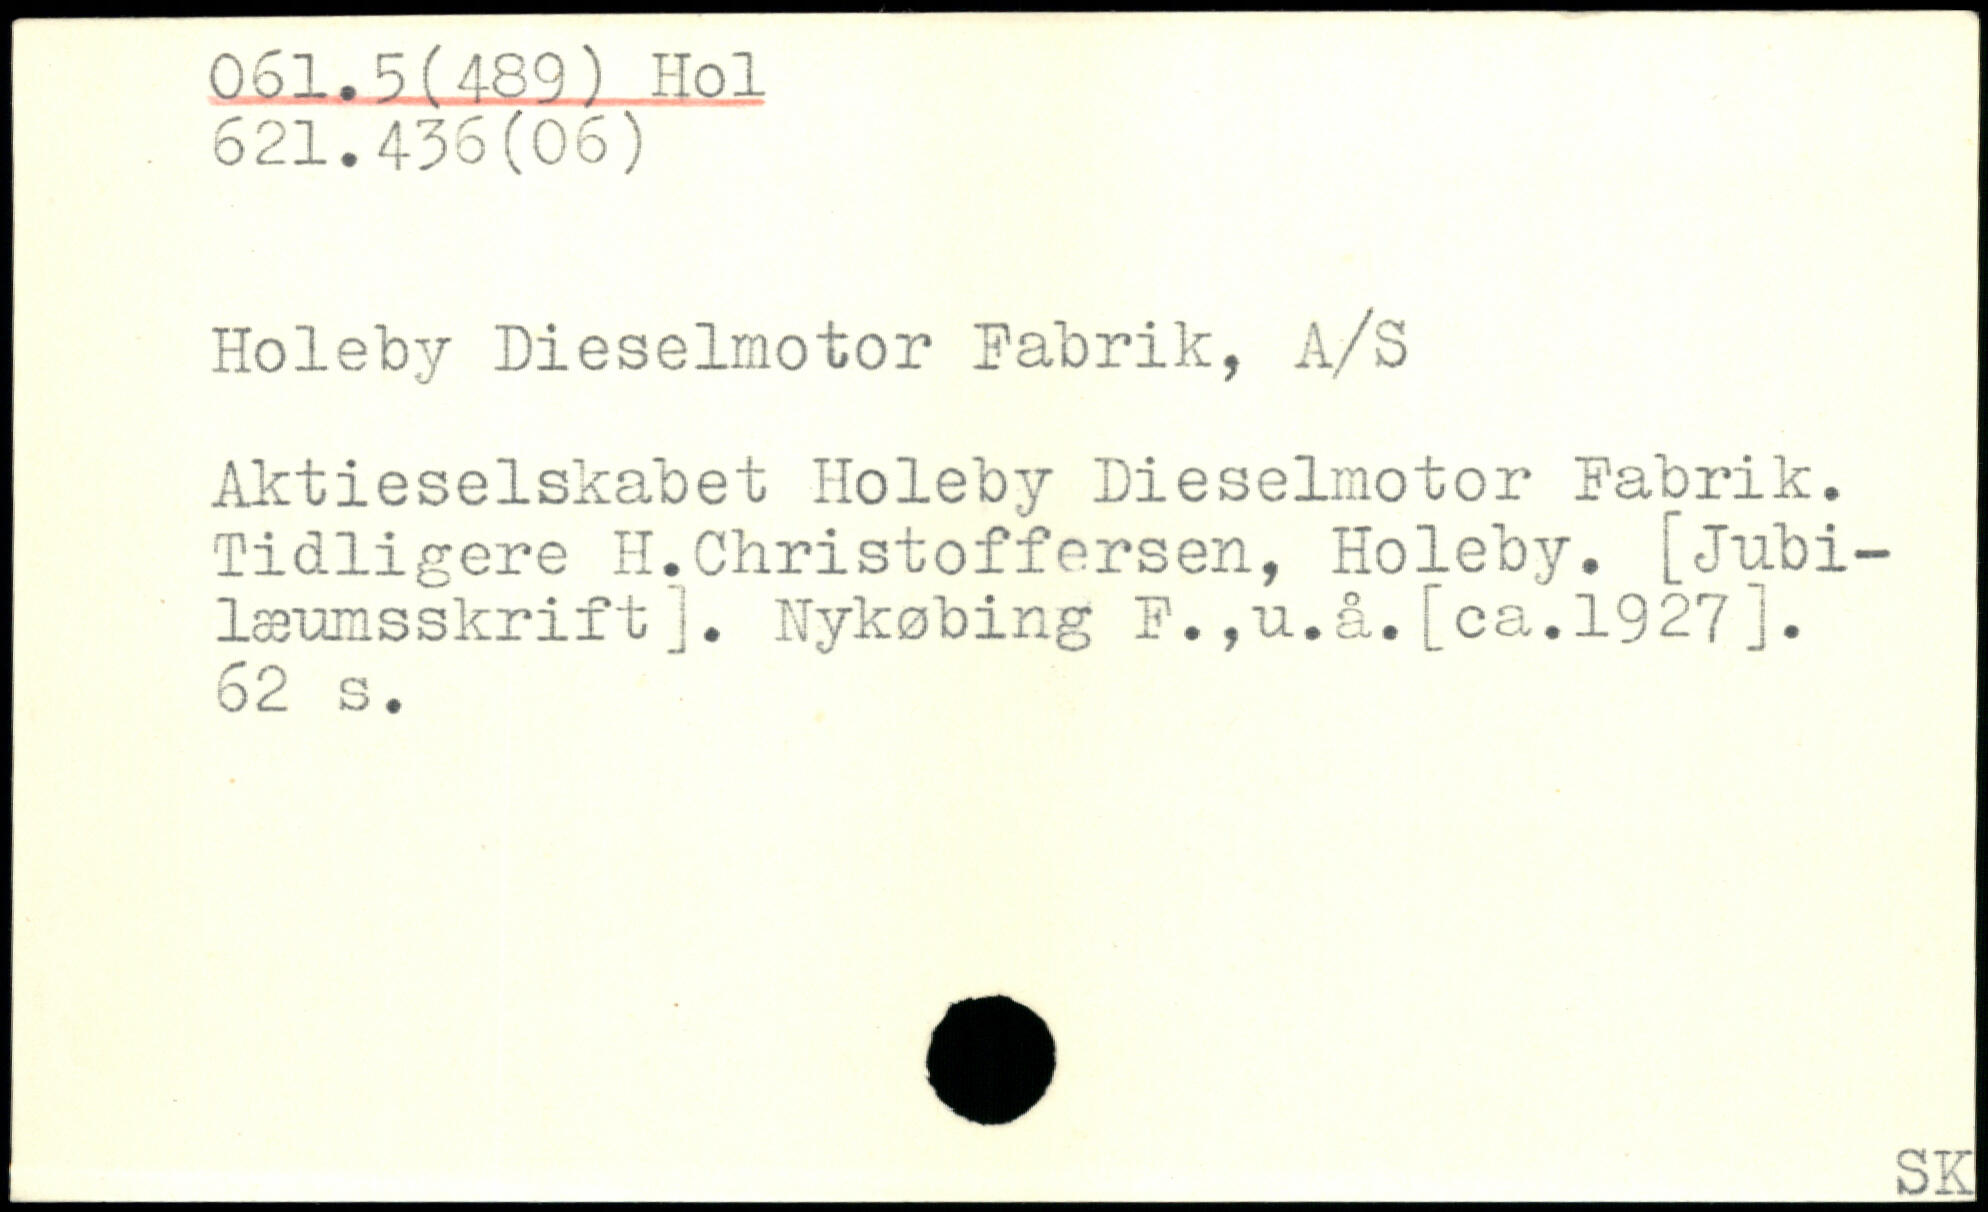 061.5(489) Hol
621.436(06)
Holeby Dieselmotor Fabrik, A/S
Aktieselskabet Holeby Dieselmotor Fabrik.
Tidligere H.Christoffersen, Holeby. [Jubi-
læumsskrift]. Nykøbing F.,u.å.[ca.1927].
62 s.
SK